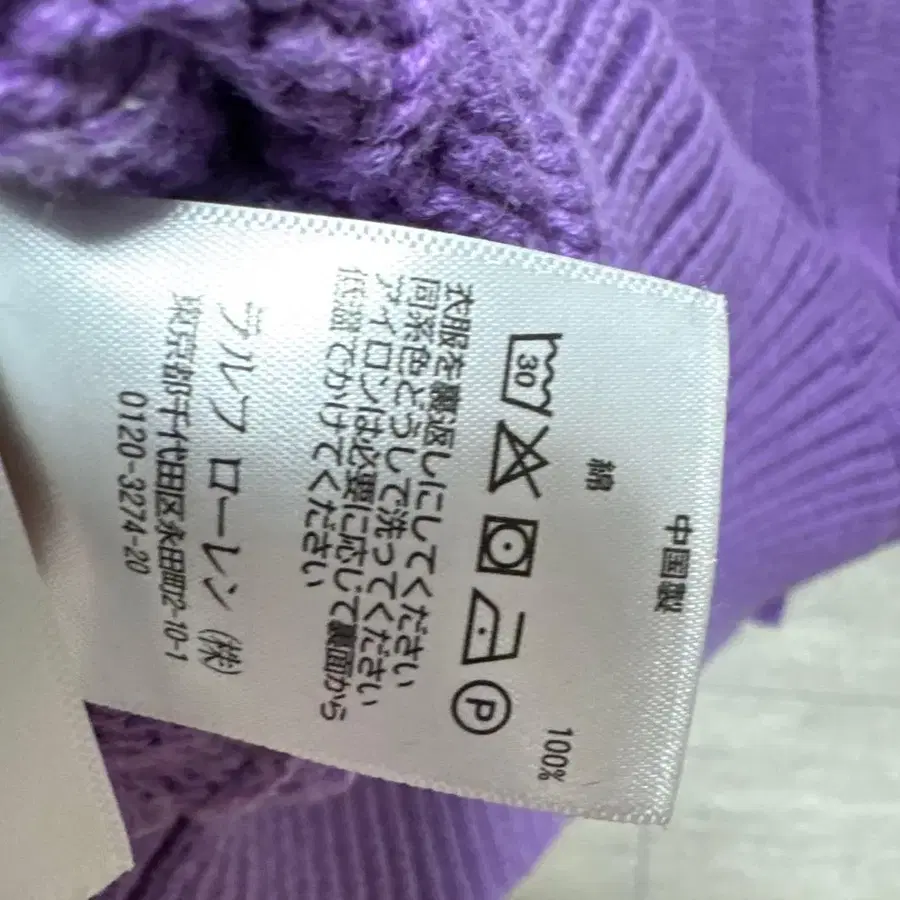 中国製
綿 100%
30 P
衣服を裏返しにしてください
同系色どうしで洗ってください
アイロンは必要に応じて裏面から
低温でかけてください
ラルフ ローレン (株)
東京都千代田区永田町2-10-1
0120-3274-20